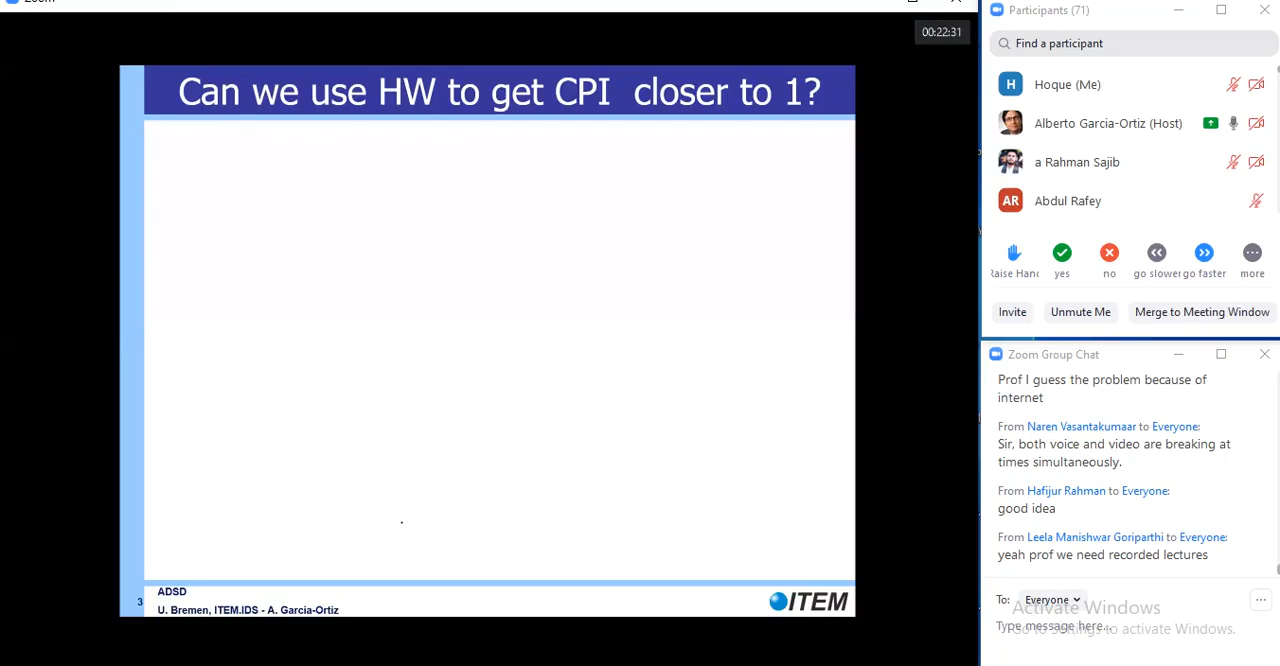 Zoom
00:22:31
Can we use HW to get CPI closer to 1?
3
ADSD
U. Bremen, ITEM.IDS - A. Garcia-Ortiz
ITEM
Participants (71)
Find a participant
H Hoque (Me)
Alberto Garcia-Ortiz (Host)
a Rahman Sajib
AR Abdul Rafey
Raise Hand yes no go slower go faster more
Invite Unmute Me Merge to Meeting Window
Zoom Group Chat
Prof I guess the problem because of
internet
From Naren Vasantakumaar to Everyone:
Sir, both voice and video are breaking at
times simultaneously.
From Hafijur Rahman to Everyone:
good idea
From Leela Manishwar Goriparthi to Everyone:
yeah prof we need recorded lectures
To: Everyone
Activate Windows
Type message here...
Go to Settings to activate Windows.